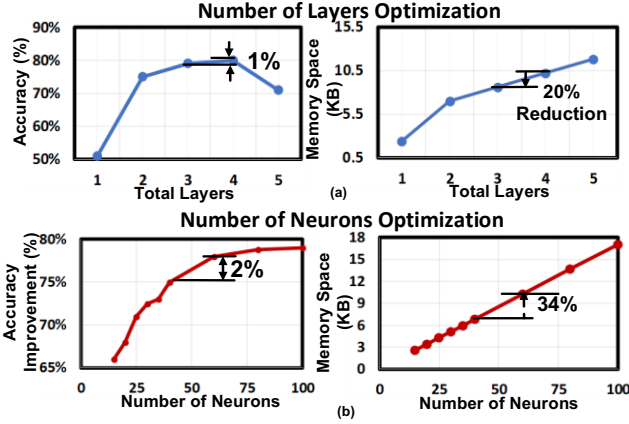 Number of Layers Optimization
90%
80%
70%
60%
50%
Accuracy (%)
1%
1 2 3 4 5
Total Layers
15.5
10.5
5.5
0.5
Memory Space
(KB)
20%
Reduction
1 2 3 4 5
Total Layers
(a)
Number of Neurons Optimization
80%
75%
70%
65%
Accuracy
Improvement (%)
2%
0 25 50 75 100
Number of Neurons
18
15
12
9
6
3
0
Memory Space
(KB)
34%
0 25 50 75 100
Number of Neurons
(b)